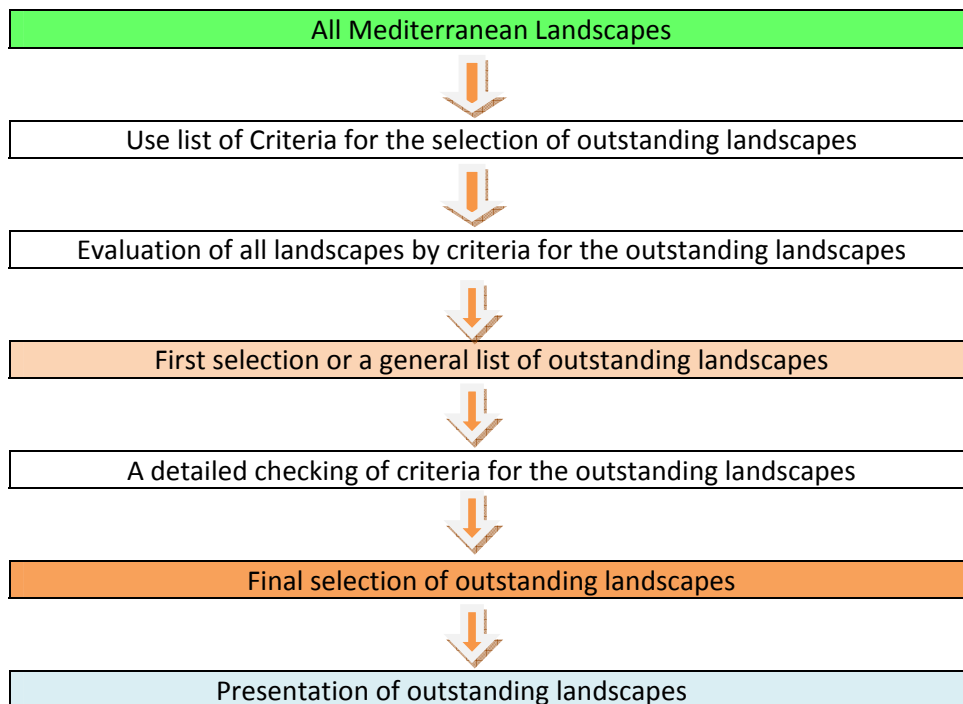 All Mediterranean Landscapes
Use list of Criteria for the selection of outstanding landscapes
Evaluation of all landscapes by criteria for the outstanding landscapes
First selection or a general list of outstanding landscapes
A detailed checking of criteria for the outstanding landscapes
Final selection of outstanding landscapes
Presentation of outstanding landscapes